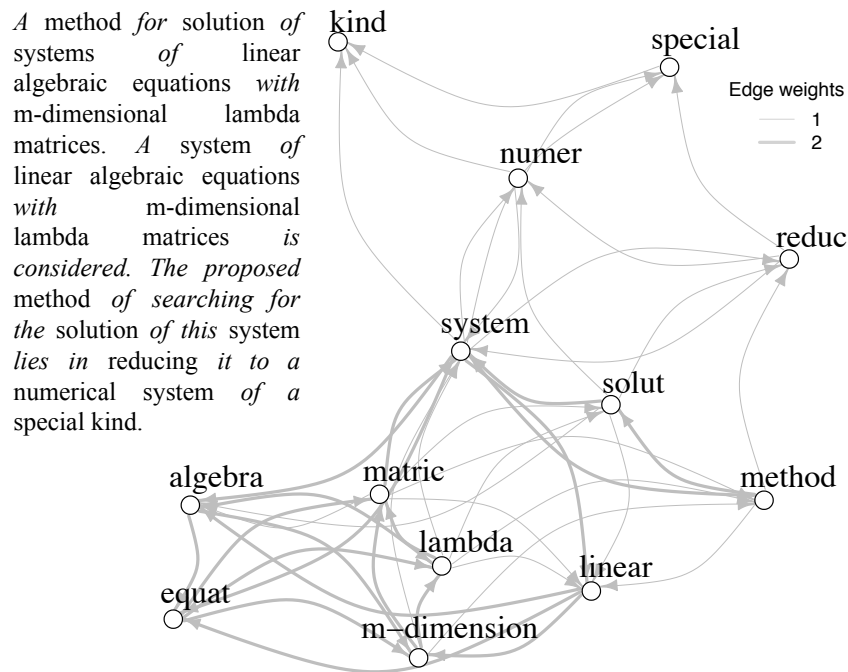 A method for solution of
systems of linear
algebraic equations with
m-dimensional lambda
matrices. A system of
linear algebraic equations
with m-dimensional
lambda matrices is
considered. The proposed
method of searching for
the solution of this system
lies in reducing it to a
numerical system of a
special kind.
kind
special
Edge weights
1
2
numer
reduc
system
solut
algebra
matric
method
lambda
linear
equat
m−dimension